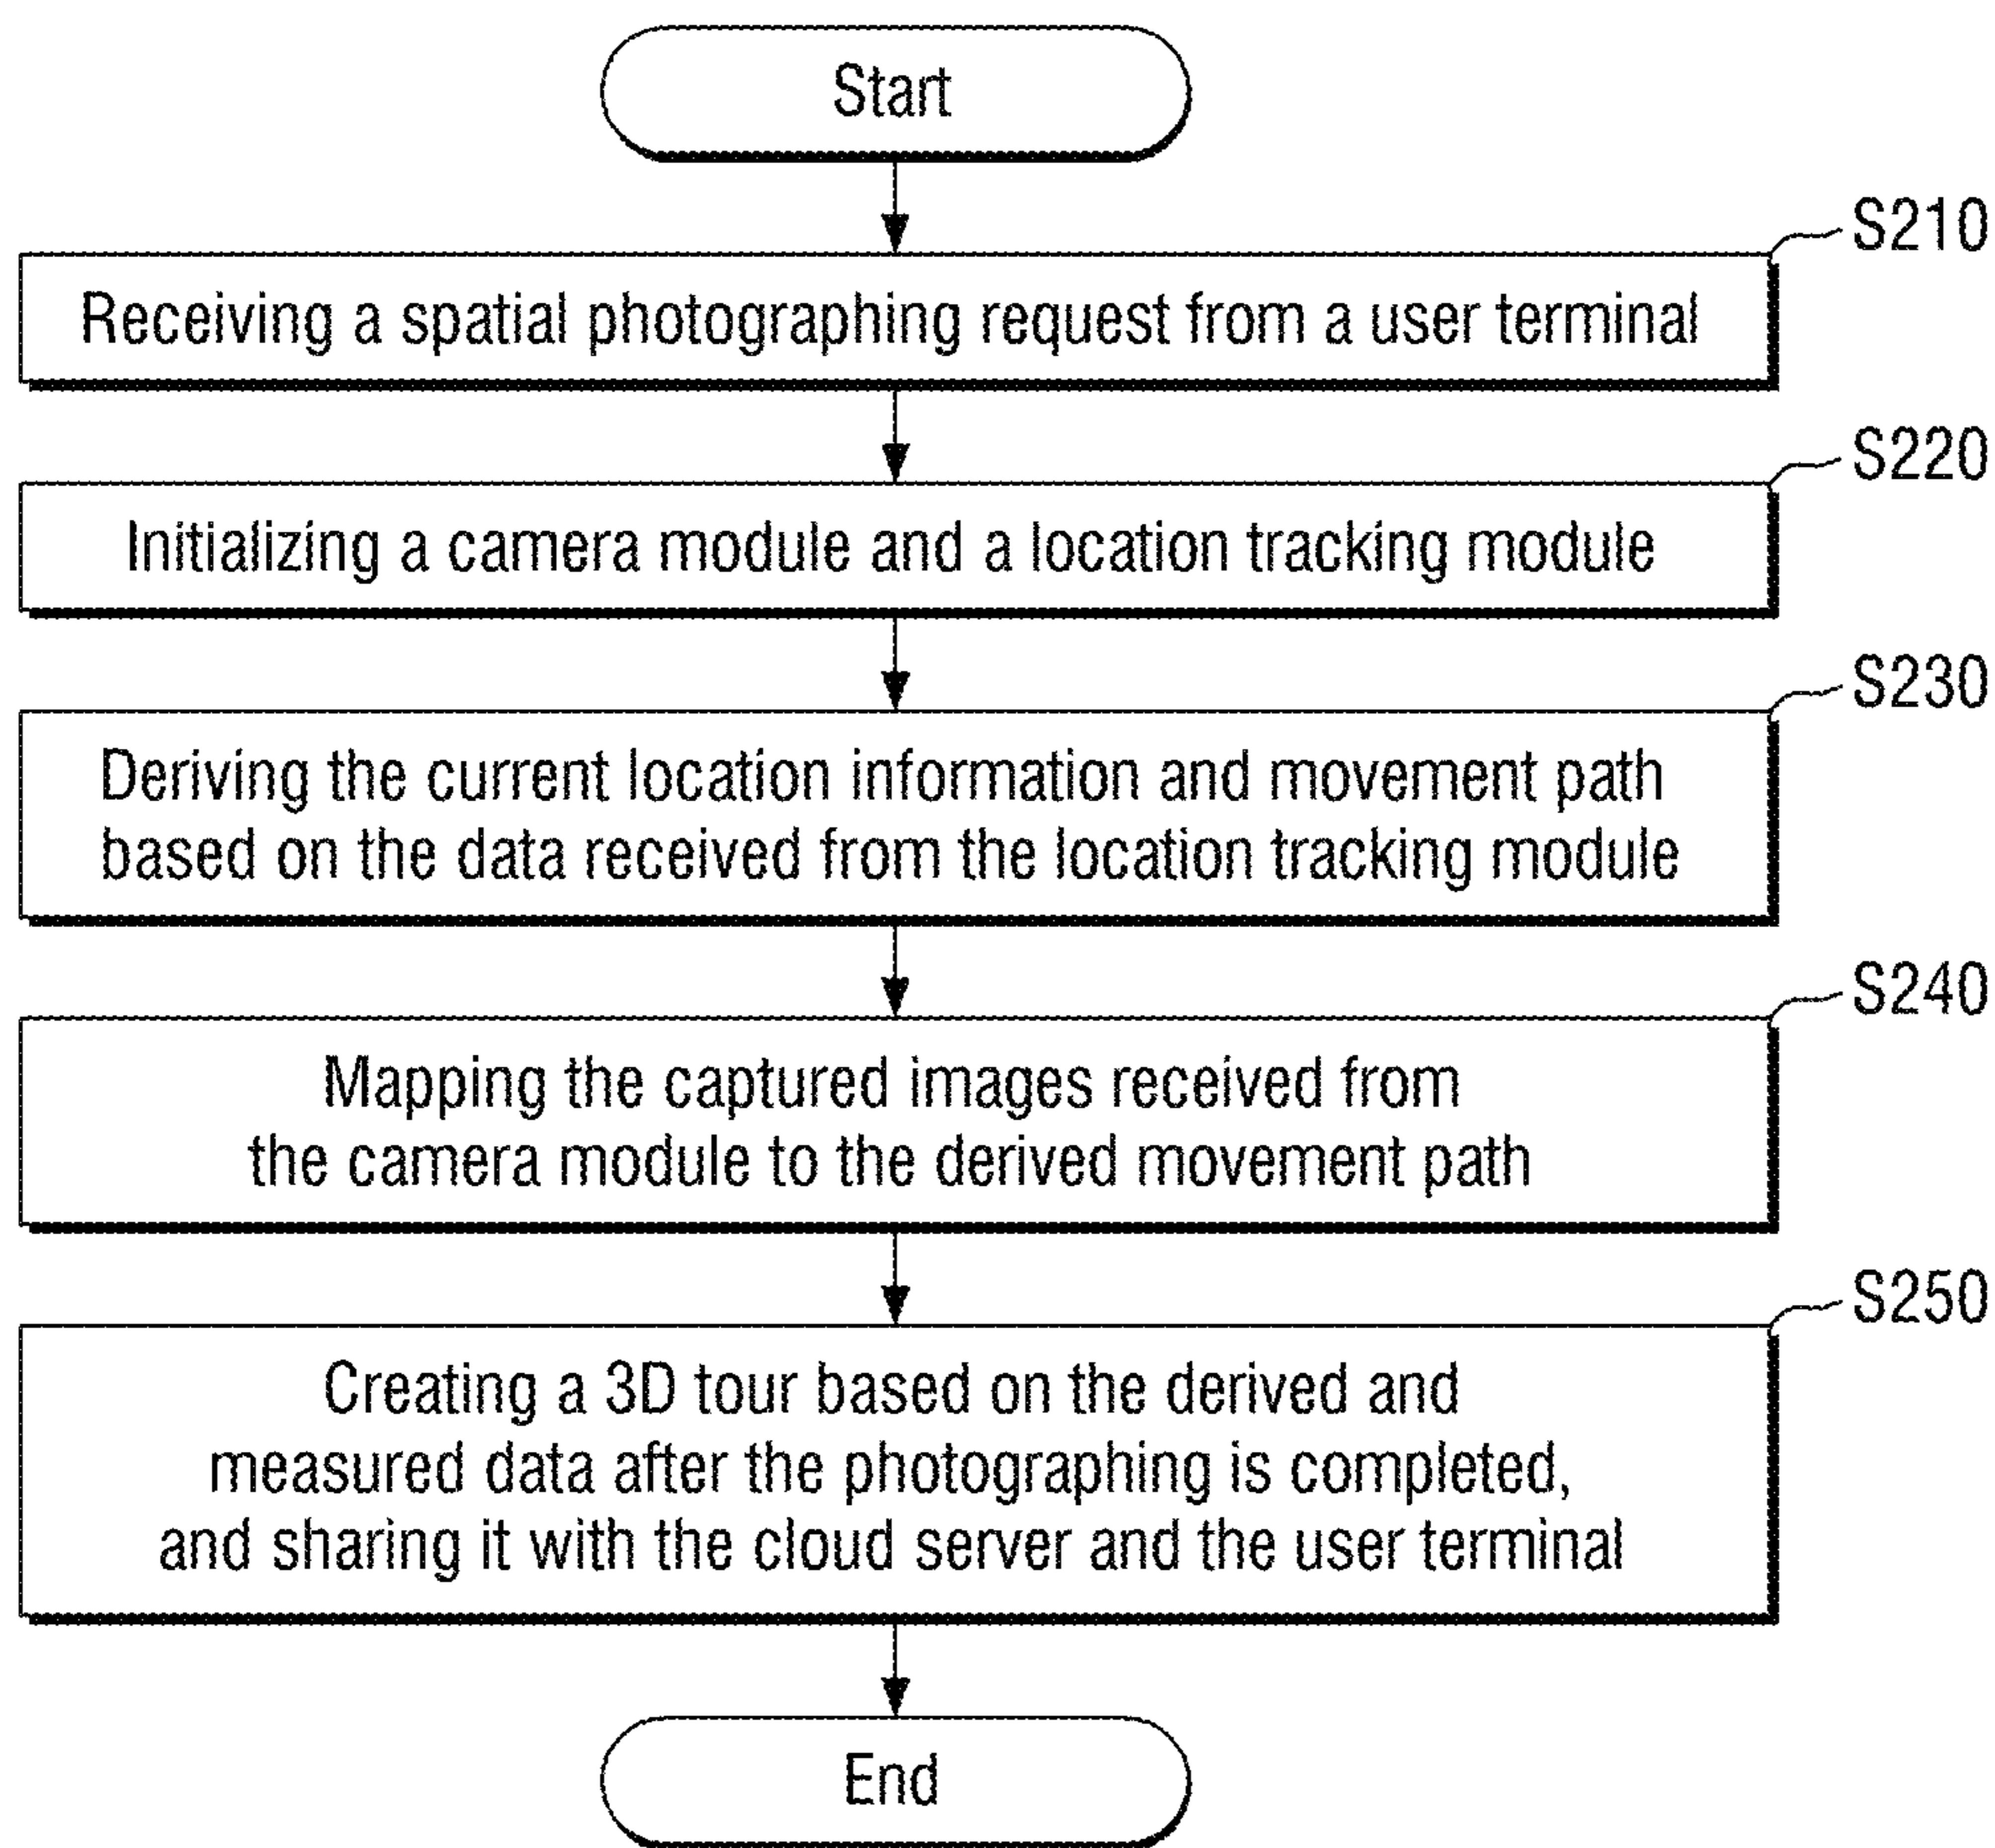 Start
S210
Receiving a spatial photographing request from a user terminal
S220
Initializing a camera module and a location tracking module
S230
Deriving the current location information and movement path
based on the data received from the location tracking module
S240
Mapping the captured images received from
the camera module to the derived movement path
S250
Creating a 3D tour based on the derived and
measured data after the photographing is completed,
and sharing it with the cloud server and the user terminal
End